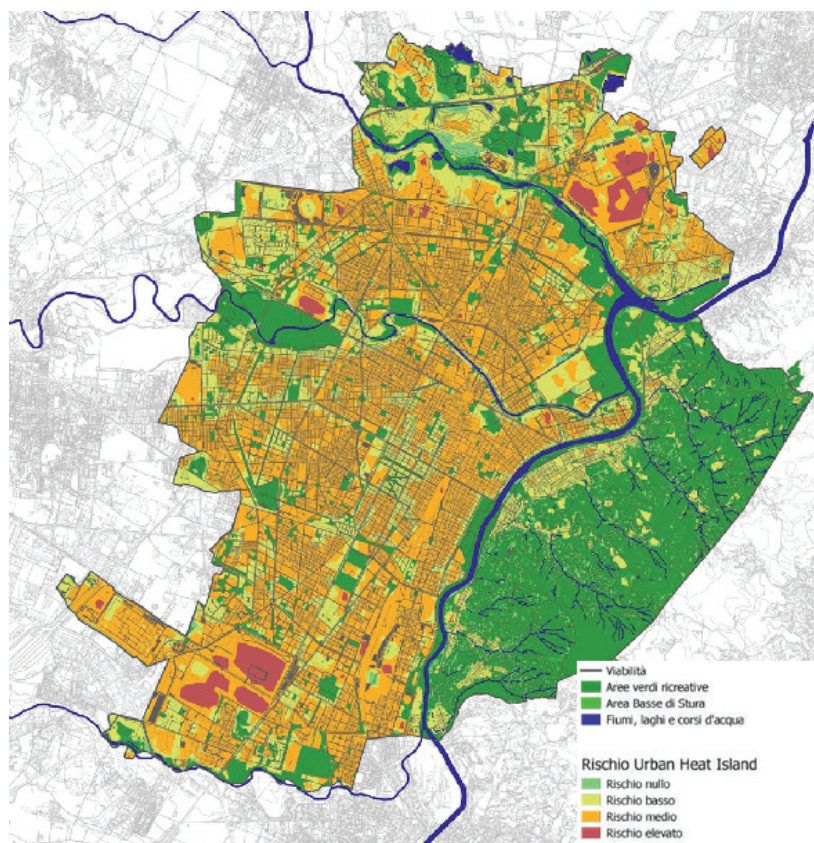 Viabilità
Aree verdi ricreative
Area Basse di Stura
Fiumi, laghi e corsi d'acqua
Rischio Urban Heat Island
Rischio nullo
Rischio basso
Rischio medio
Rischio elevato